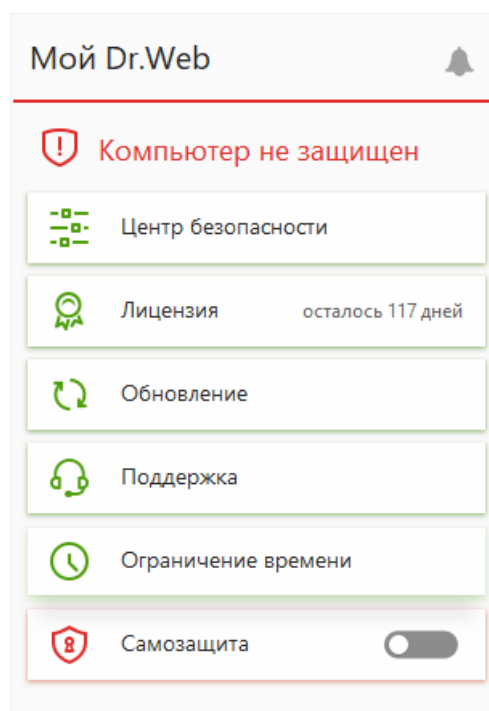 Мой Dr.Web
Компьютер не защищен
Центр безопасности
Лицензия осталось 117 дней
Обновление
Поддержка
Ограничение времени
Самозащита